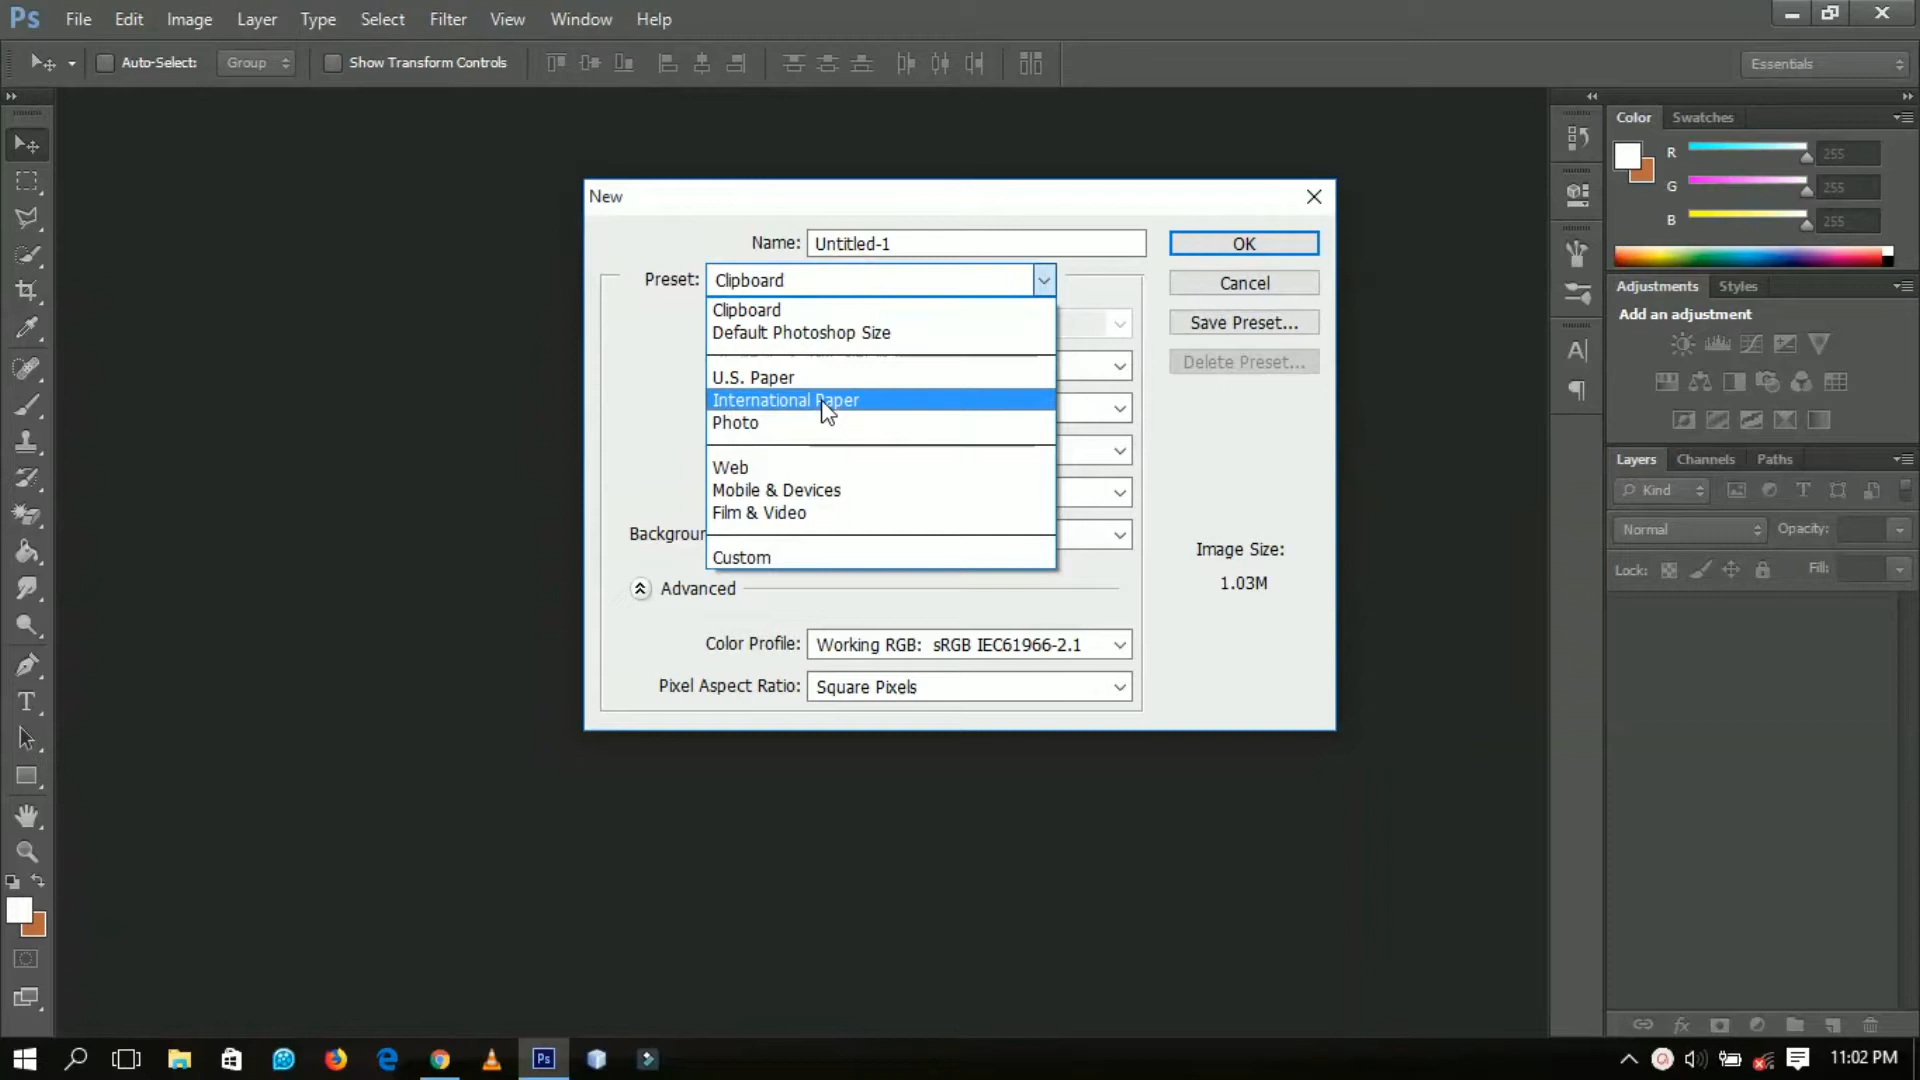 Ps File Edit Image Layer Type Select Filter View Window Help
Auto-Select: Group Show Transform Controls Essentials
Color Swatches
R 255
G 255
B 255
Adjustments Styles
Add an adjustment
Layers Channels Paths
Kind
Normal Opacity:
Lock: Fill:
New
Name: Untitled-1
OK
Preset: Clipboard
Cancel
Clipboard
Save Preset...
Default Photoshop Size
Delete Preset...
U.S. Paper
International Paper
Photo
Web
Mobile & Devices
Film & Video
Custom
Image Size:
1.03M
Advanced
Color Profile: Working RGB: sRGB IEC61966-2.1
Pixel Aspect Ratio: Square Pixels
Ps
11:02 PM